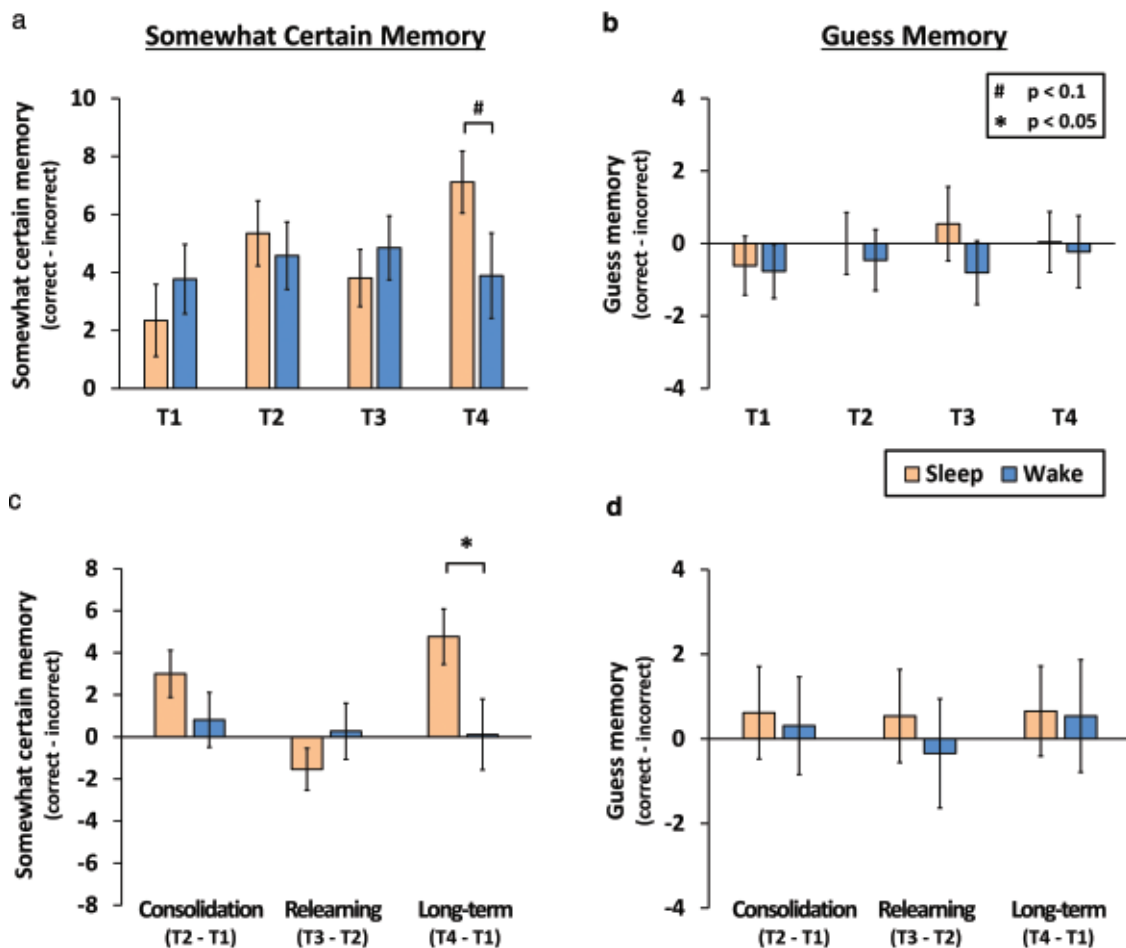 a
Somewhat Certain Memory
Somewhat certain memory
(correct - incorrect)
10
8
6
4
2
0
#
T1 T2 T3 T4
b
Guess Memory
# p < 0.1
* p < 0.05
Guess memory
(correct - incorrect)
4
2
0
-2
-4
T1 T2 T3 T4
Sleep Wake
c
Somewhat certain memory
(correct - incorrect)
8
6
4
2
0
-2
-4
-6
-8
*
Consolidation Relearning Long-term
(T2 - T1) (T3 - T2) (T4 - T1)
d
Guess memory
(correct - incorrect)
4
2
0
-2
-4
Consolidation Relearning Long-term
(T2 - T1) (T3 - T2) (T4 - T1)